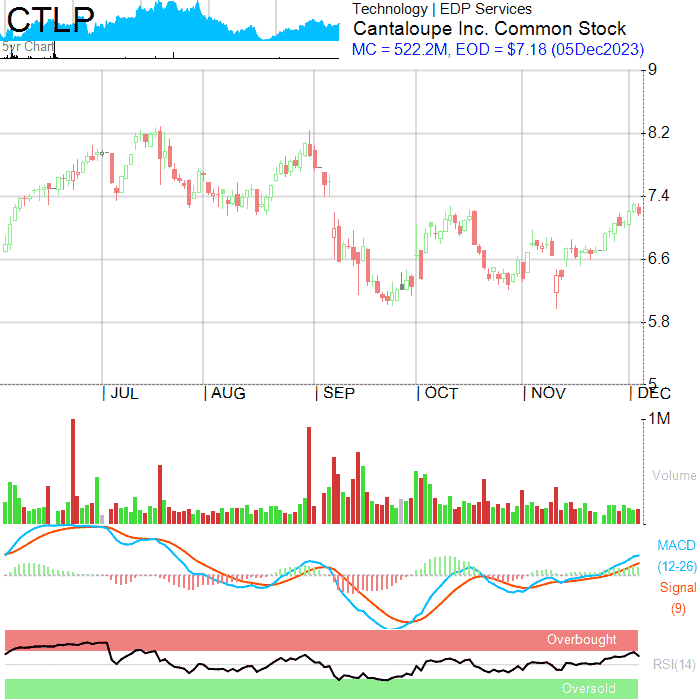 CTLP
5yr Chart
Technology | EDP Services
Cantaloupe Inc. Common Stock
MC = 522.2M, EOD = $7.18 (05Dec2023)
9
8.2
7.4
6.6
5.8
5
| JUL | AUG | SEP | OCT | NOV | DEC
1M
Volume
MACD
(12-26)
Signal
(9)
Overbought
RSI(14)
Oversold